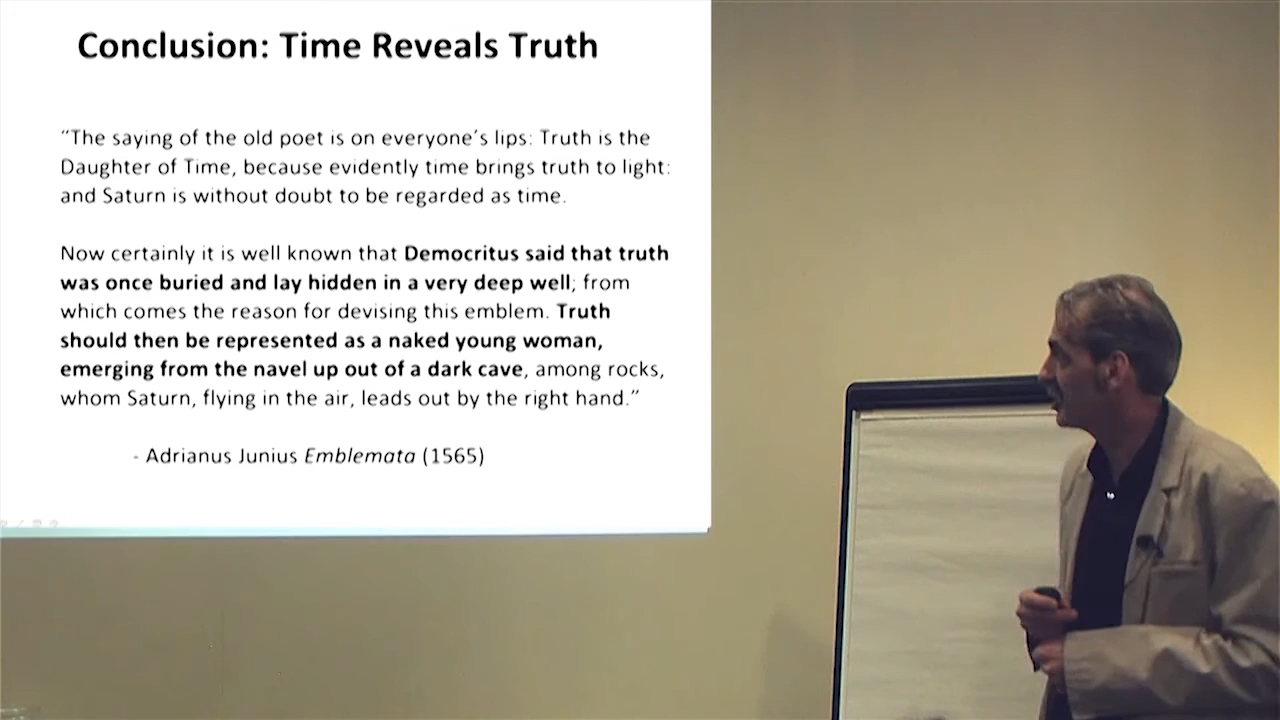 Conclusion: Time Reveals Truth
“The saying of the old poet is on everyone’s lips: Truth is the
Daughter of Time, because evidently time brings truth to light:
and Saturn is without doubt to be regarded as time.
Now certainly it is well known that Democritus said that truth
was once buried and lay hidden in a very deep well; from
which comes the reason for devising this emblem. Truth
should then be represented as a naked young woman,
emerging from the navel up out of a dark cave, among rocks,
whom Saturn, flying in the air, leads out by the right hand.”
- Adrianus Junius Emblemata (1565)